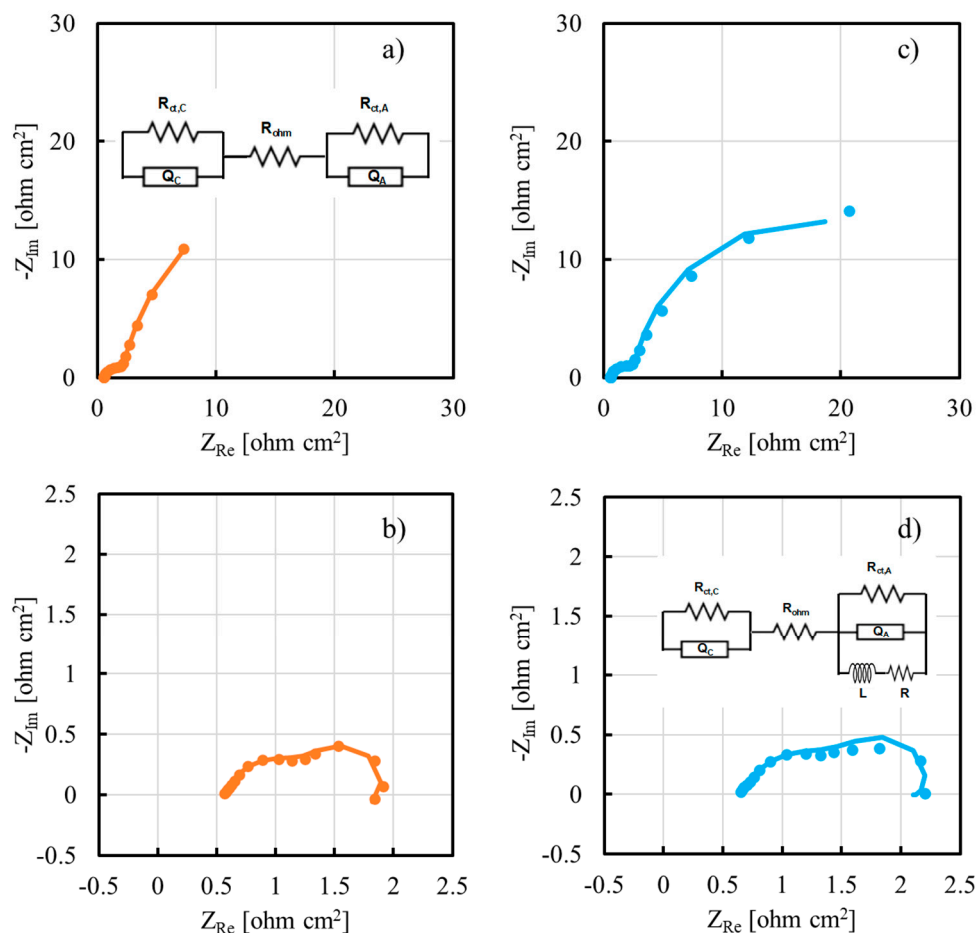 30
20
10
0
-Z_Im [ohm cm²]
a)
R_ct,C
R_ohm
R_ct,A
Q_C
Q_A
0 10 20 30
Z_Re [ohm cm²]
30
20
10
0
-Z_Im [ohm cm²]
c)
0 10 20 30
Z_Re [ohm cm²]
2.5
2
1.5
1
0.5
0
-0.5
-Z_Im [ohm cm²]
b)
-0.5 0 0.5 1 1.5 2 2.5
Z_Re [ohm cm²]
2.5
2
1.5
1
0.5
0
-0.5
-Z_Im [ohm cm²]
d)
R_ct,A
R_ct,C
R_ohm
Q_A
Q_C
L R
-0.5 0 0.5 1 1.5 2 2.5
Z_Re [ohm cm²]